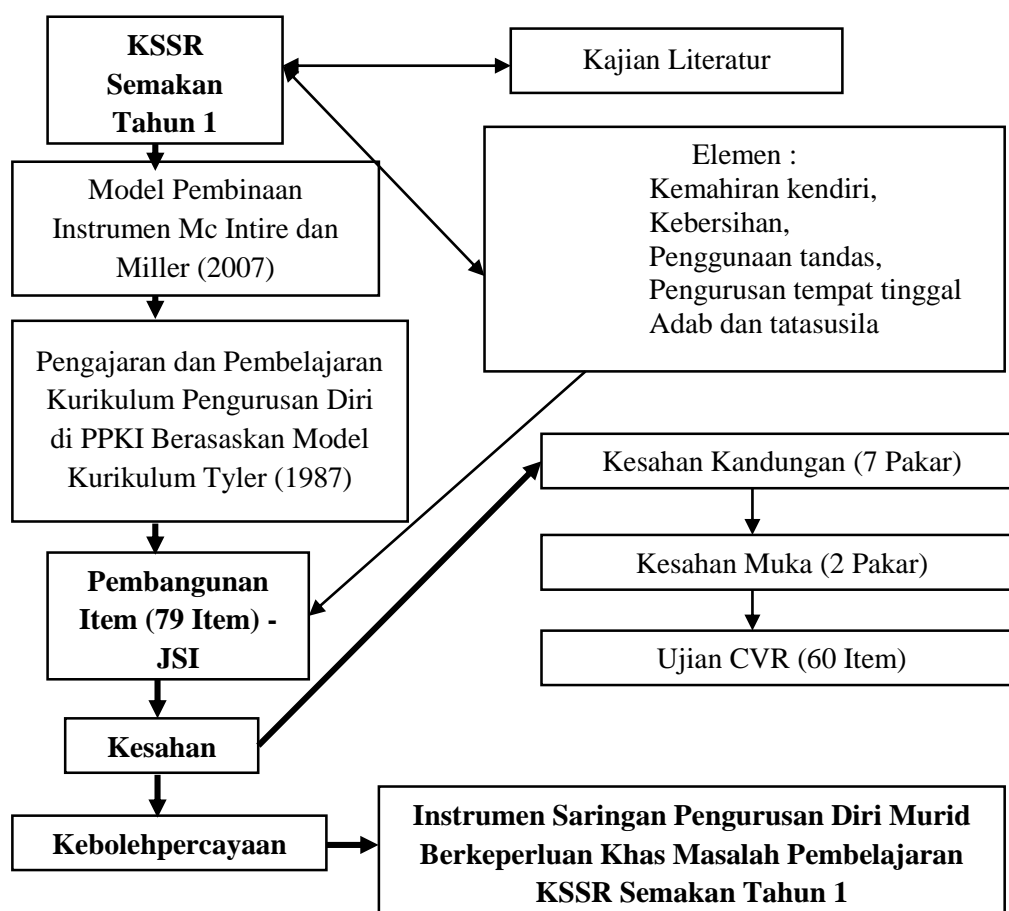 KSSR
Semakan
Tahun 1
Kajian Literatur
Elemen :
Kemahiran kendiri,
Kebersihan,
Penggunaan tandas,
Pengurusan tempat tinggal
Adab dan tatasusila
Model Pembinaan
Instrumen Mc Intire dan
Miller (2007)
Pengajaran dan Pembelajaran
Kurikulum Pengurusan Diri
di PPKI Berasaskan Model
Kurikulum Tyler (1987)
Pembangunan
Item (79 Item) -
JSI
Kesahan
Kesahan Kandungan (7 Pakar)
Kesahan Muka (2 Pakar)
Ujian CVR (60 Item)
Kebolehpercayaan
Instrumen Saringan Pengurusan Diri Murid
Berkeperluan Khas Masalah Pembelajaran
KSSR Semakan Tahun 1